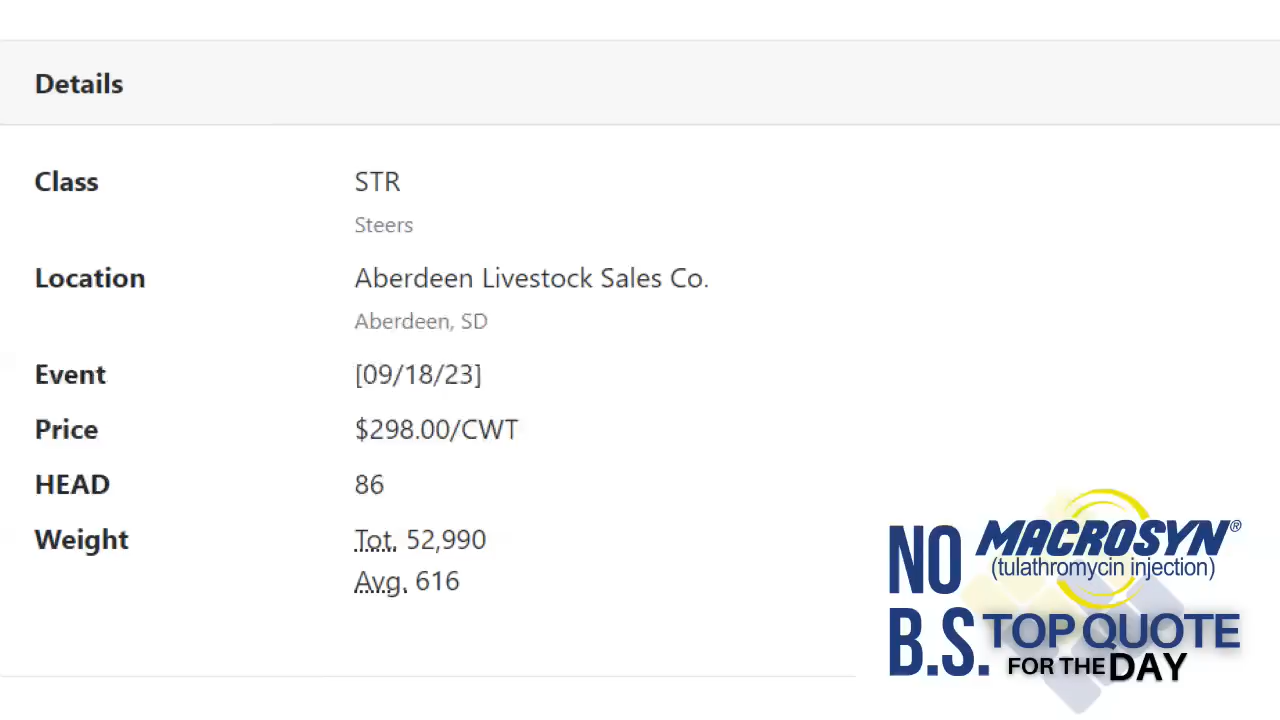 Details
Class STR
Steers
Location Aberdeen Livestock Sales Co.
Aberdeen, SD
Event [09/18/23]
Price $298.00/CWT
HEAD 86
Weight Tot. 52,990
Avg. 616
NO MACROSYN®
(tulathromycin injection)
B.S. TOP QUOTE
FOR THE DAY